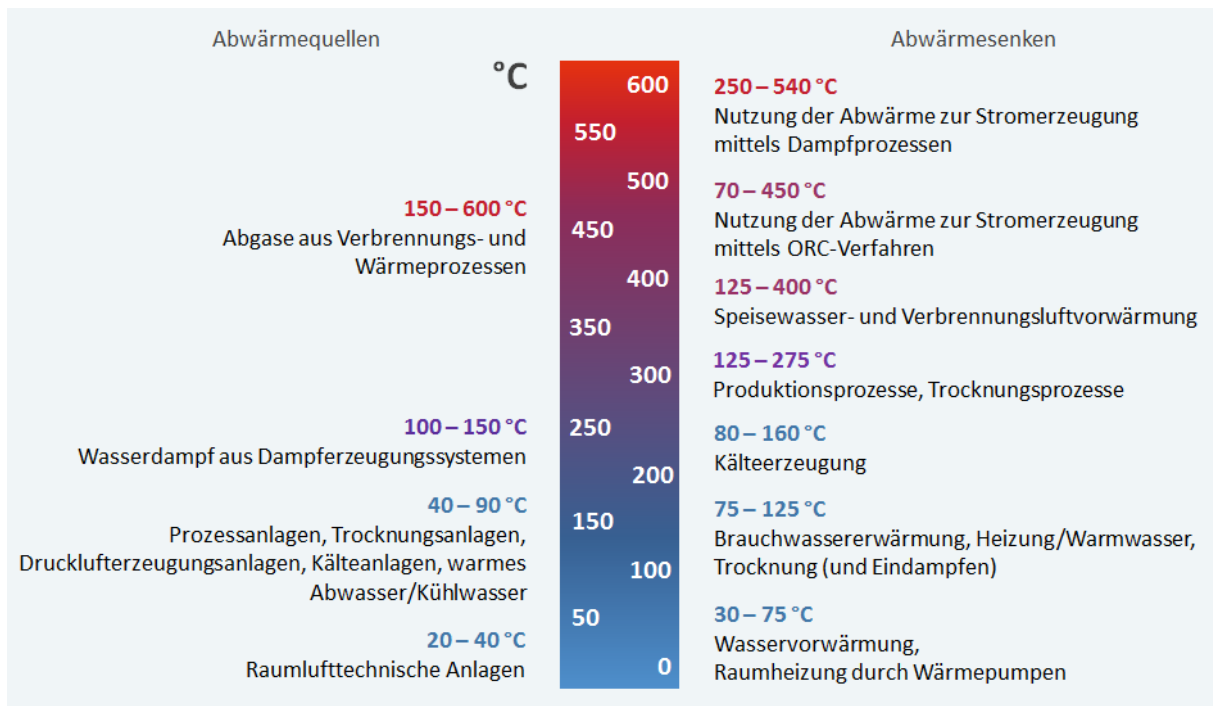 Abwärmequellen
°C
150 – 600 °C
Abgase aus Verbrennungs- und
Wärmeprozessen
100 – 150 °C
Wasserdampf aus Dampferzeugungssystemen
40 – 90 °C
Prozessanlagen, Trocknungsanlagen,
Drucklufterzeugungsanlagen, Kälteanlagen, warmes
Abwasser/Kühlwasser
20 – 40 °C
Raumlufttechnische Anlagen
600
550
500
450
400
350
300
250
200
150
100
50
0
Abwärmesenken
250 – 540 °C
Nutzung der Abwärme zur Stromerzeugung
mittels Dampfprozessen
70 – 450 °C
Nutzung der Abwärme zur Stromerzeugung
mittels ORC-Verfahren
125 – 400 °C
Speisewasser- und Verbrennungsluftvorwärmung
125 – 275 °C
Produktionsprozesse, Trocknungsprozesse
80 – 160 °C
Kälteerzeugung
75 – 125 °C
Brauchwassererwärmung, Heizung/Warmwasser,
Trocknung (und Eindampfen)
30 – 75 °C
Wasservorwärmung,
Raumheizung durch Wärmepumpen